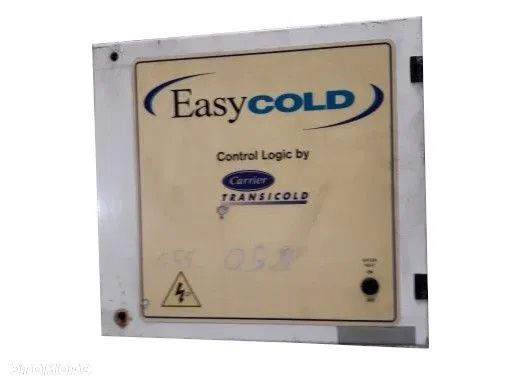 EasyCOLD
Control Logic by
Carrier
TRANSICOLD